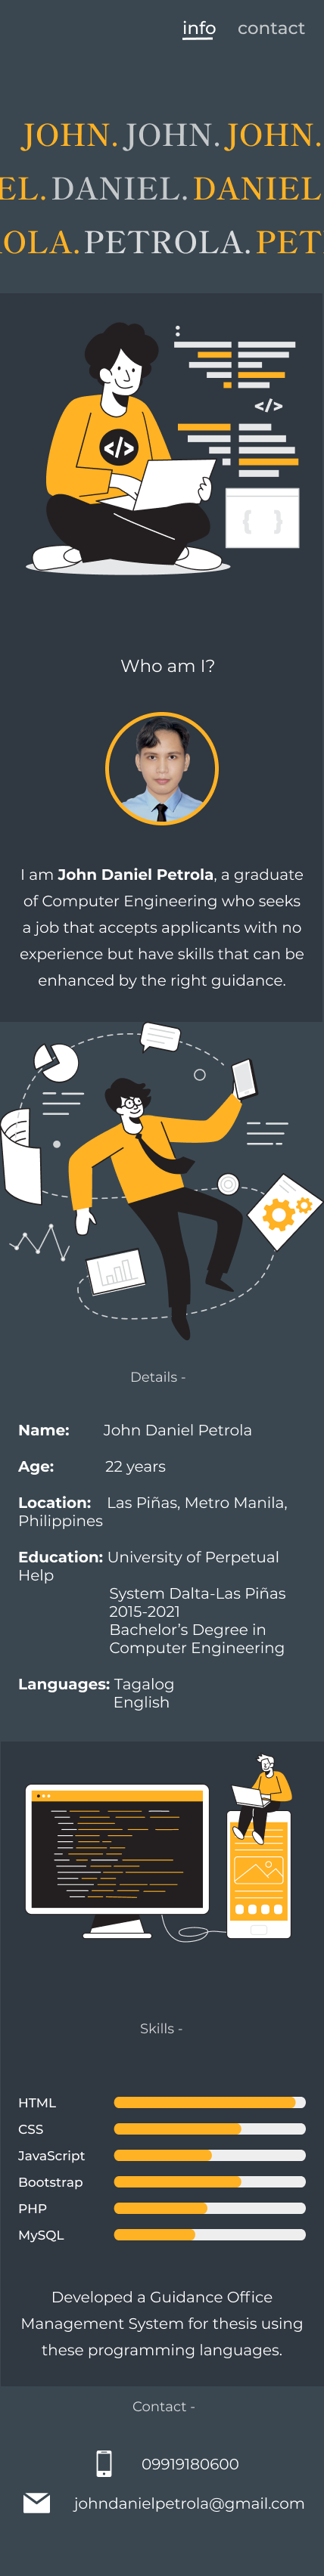 info contact
JOHN. JOHN. JOHN.
EL. DANIEL. DANIEL
OLA. PETROLA. PET
</>
</>
{ }
Who am I?
I am John Daniel Petrola, a graduate
of Computer Engineering who seeks
a job that accepts applicants with no
experience but have skills that can be
enhanced by the right guidance.
Details -
Name: John Daniel Petrola
Age: 22 years
Location: Las Piñas, Metro Manila,
Philippines
Education: University of Perpetual
Help
System Dalta-Las Piñas
2015-2021
Bachelor’s Degree in
Computer Engineering
Languages: Tagalog
English
Skills -
HTML
CSS
JavaScript
Bootstrap
PHP
MySQL
Developed a Guidance Office
Management System for thesis using
these programming languages.
Contact -
09919180600
johndanielpetrola@gmail.com